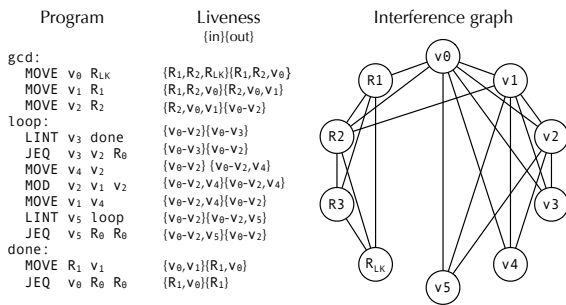 Program Liveness Interference graph
{in}{out}
gcd:
MOVE v₀ R_LK {R₁,R₂,R_LK}{R₁,R₂,v₀}
MOVE v₁ R₁ {R₁,R₂,v₀}{R₂,v₀,v₁}
MOVE v₂ R₂ {R₂,v₀,v₁}{v₀-v₂}
loop:
LINT v₃ done {v₀-v₂}{v₀-v₃}
JEQ v₃ v₂ R₀ {v₀-v₃}{v₀-v₂}
MOVE v₄ v₂ {v₀-v₂} {v₀-v₂,v₄}
MOD v₂ v₁ v₂ {v₀-v₂,v₄}{v₀-v₂,v₄}
MOVE v₁ v₄ {v₀-v₂,v₄}{v₀-v₂}
LINT v₅ loop {v₀-v₂}{v₀-v₂,v₅}
JEQ v₅ R₀ R₀ {v₀-v₂,v₅}{v₀-v₂}
done:
MOVE R₁ v₁ {v₀,v₁}{R₁,v₀}
JEQ v₀ R₀ R₀ {R₁,v₀}{R₁}
v0
R1 v1
R2 v2
R3 v3
R_LK v4
v5